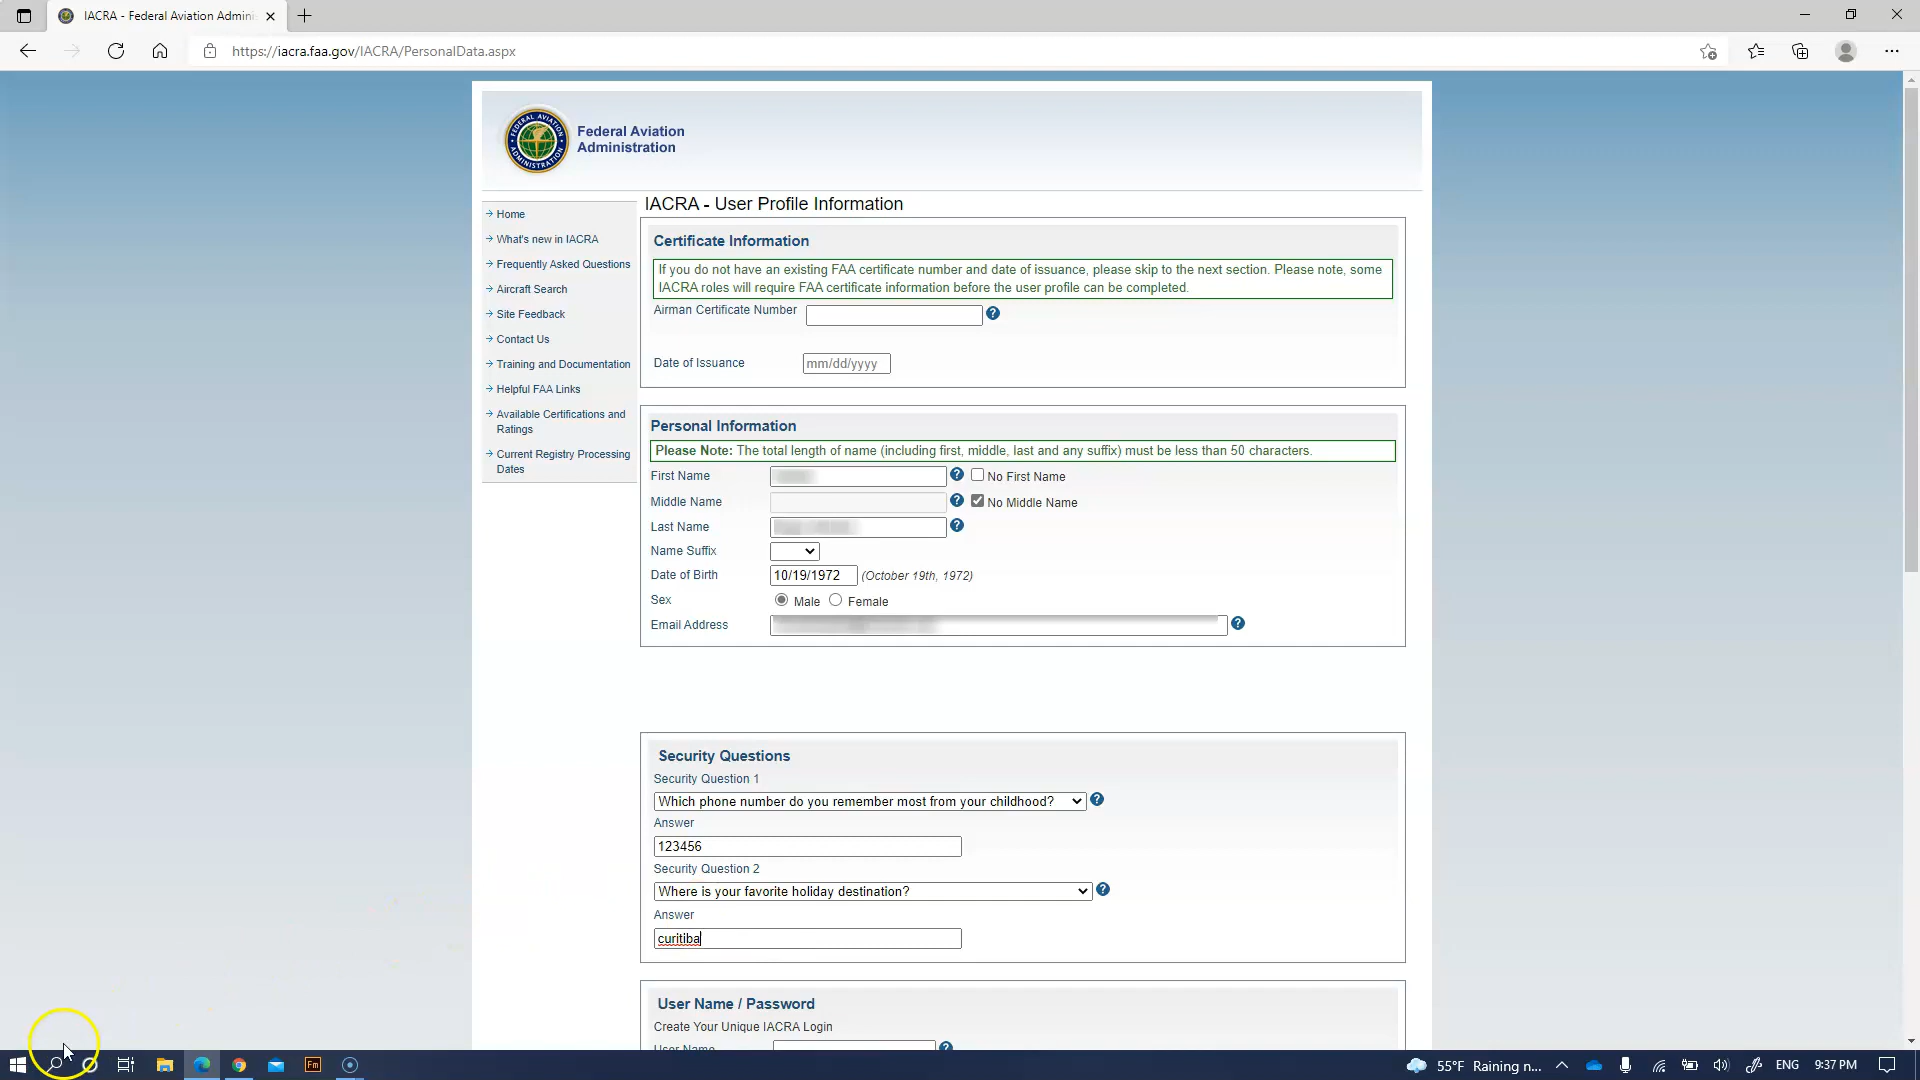 IACRA - Federal Aviation Admini
https://iacra.faa.gov/IACRA/PersonalData.aspx
FEDERAL AVIATION
ADMINISTRATION
Federal Aviation
Administration
Home
What's new in IACRA
Frequently Asked Questions
Aircraft Search
Site Feedback
Contact Us
Training and Documentation
Helpful FAA Links
Available Certifications and
Ratings
Current Registry Processing
Dates
IACRA - User Profile Information
Certificate Information
If you do not have an existing FAA certificate number and date of issuance, please skip to the next section. Please note, some
IACRA roles will require FAA certificate information before the user profile can be completed.
Airman Certificate Number ?
Date of Issuance mm/dd/yyyy
Personal Information
Please Note: The total length of name (including first, middle, last and any suffix) must be less than 50 characters.
First Name ? No First Name
Middle Name ? No Middle Name
Last Name ?
Name Suffix
Date of Birth 10/19/1972 (October 19th, 1972)
Sex Male Female
Email Address ?
Security Questions
Security Question 1
Which phone number do you remember most from your childhood? ?
Answer
123456
Security Question 2
Where is your favorite holiday destination? ?
Answer
curitiba
User Name / Password
Create Your Unique IACRA Login
User Name ?
Fm
55°F Raining n...
ENG
9:37 PM